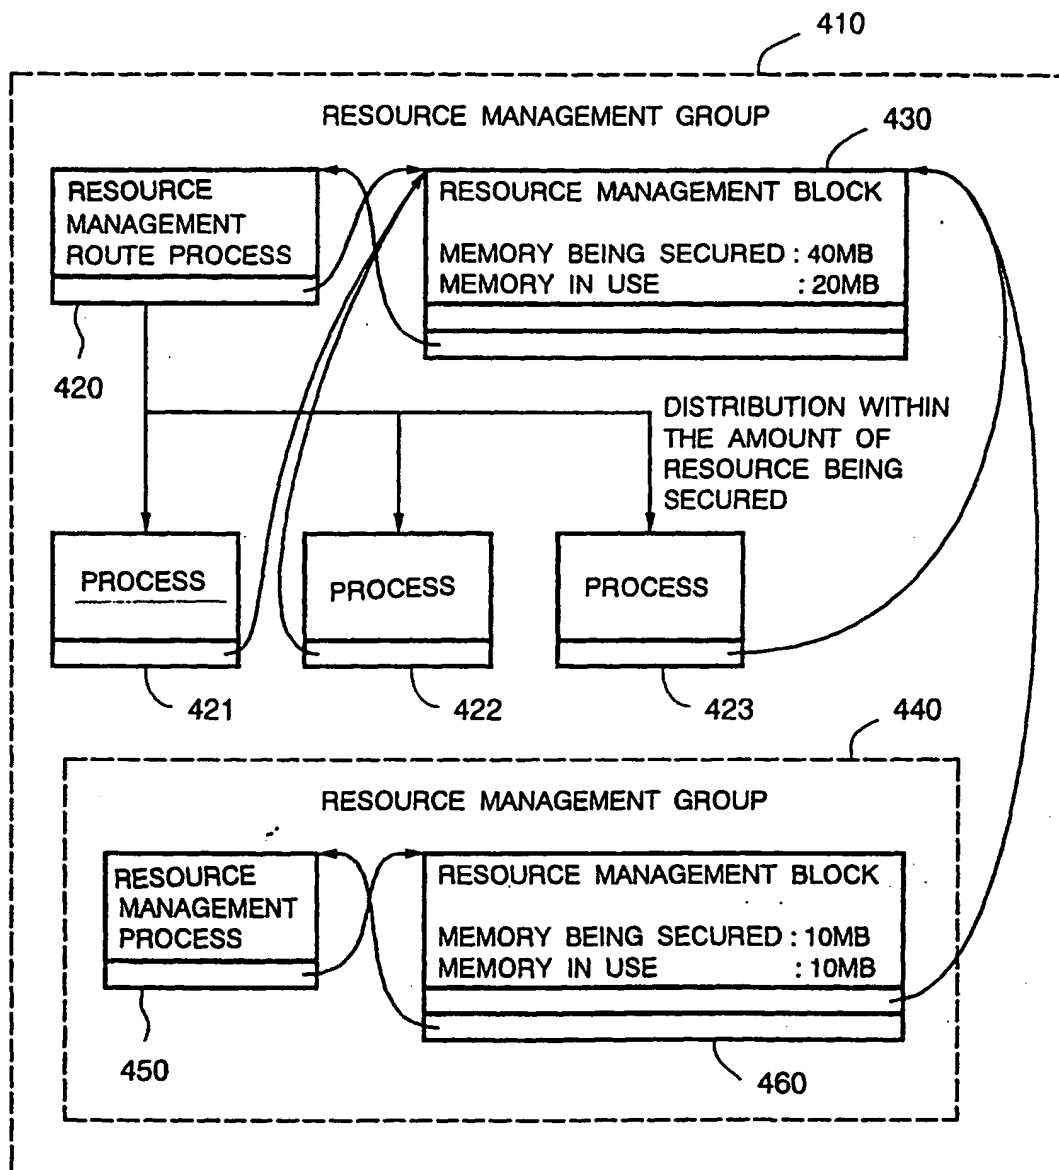 410
RESOURCE MANAGEMENT GROUP
430
RESOURCE
MANAGEMENT
ROUTE PROCESS
RESOURCE MANAGEMENT BLOCK
MEMORY BEING SECURED : 40MB
MEMORY IN USE : 20MB
420
DISTRIBUTION WITHIN
THE AMOUNT OF
RESOURCE BEING
SECURED
PROCESS
PROCESS
PROCESS
421
422
423
440
RESOURCE MANAGEMENT GROUP
RESOURCE
MANAGEMENT
PROCESS
RESOURCE MANAGEMENT BLOCK
MEMORY BEING SECURED : 10MB
MEMORY IN USE : 10MB
450
460